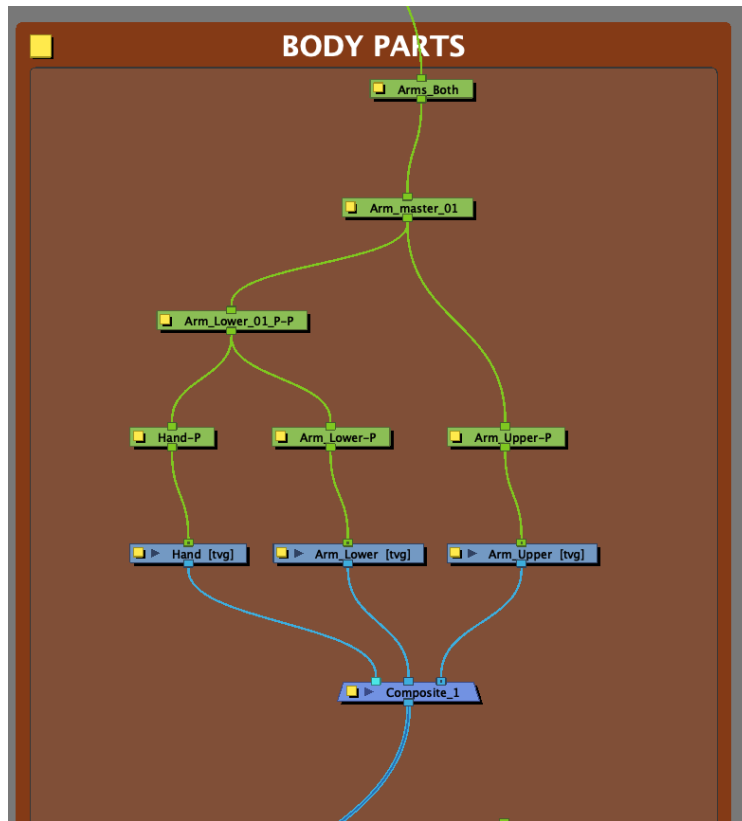 BODY PARTS
Arms_Both
Arm_master_01
Arm_Lower_01_P-P
Hand-P
Arm_Lower-P
Arm_Upper-P
Hand [tvg]
Arm_Lower [tvg]
Arm_Upper [tvg]
Composite_1